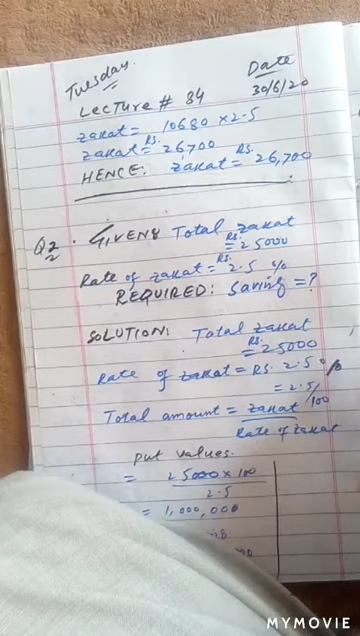 Tuesday
Date
Lecture # 34
30/6/20
zakat = 10680 x 2.5
zakat = Rs. 26700
HENCE: zakat Rs. 26,700
Q2. GIVEN: Total zakat
Rs. = 25000
Rate of zakat = Rs. 2.5 %
REQUIRED: Saving = ?
SOLUTION: Total zakat
Rs. = 25000
Rate of zakat = Rs. 2.5 %
= 2.5/100
Total amount = zakat / Rate of zakat
put values.
= 25000 x 100 / 2.5
= 1,000,000
MYMOVIE